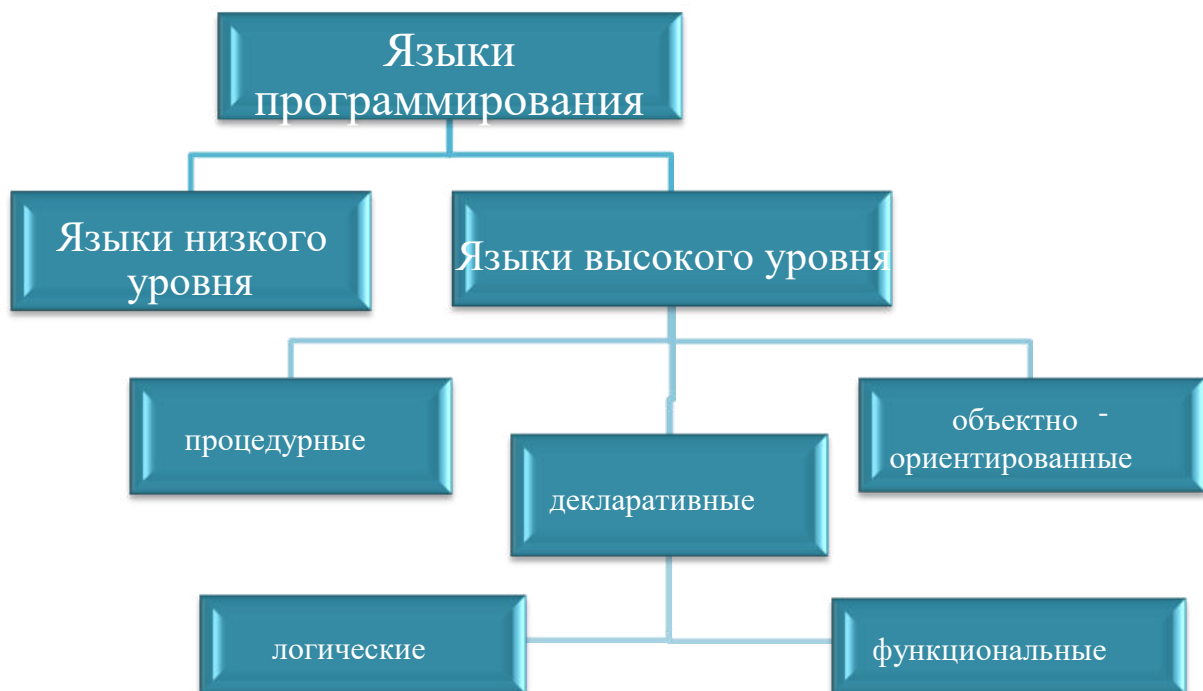 Языки
программирования
Языки низкого
уровня
Языки высокого уровня
процедурные
объектно -
ориентированные
декларативные
логические
функциональные